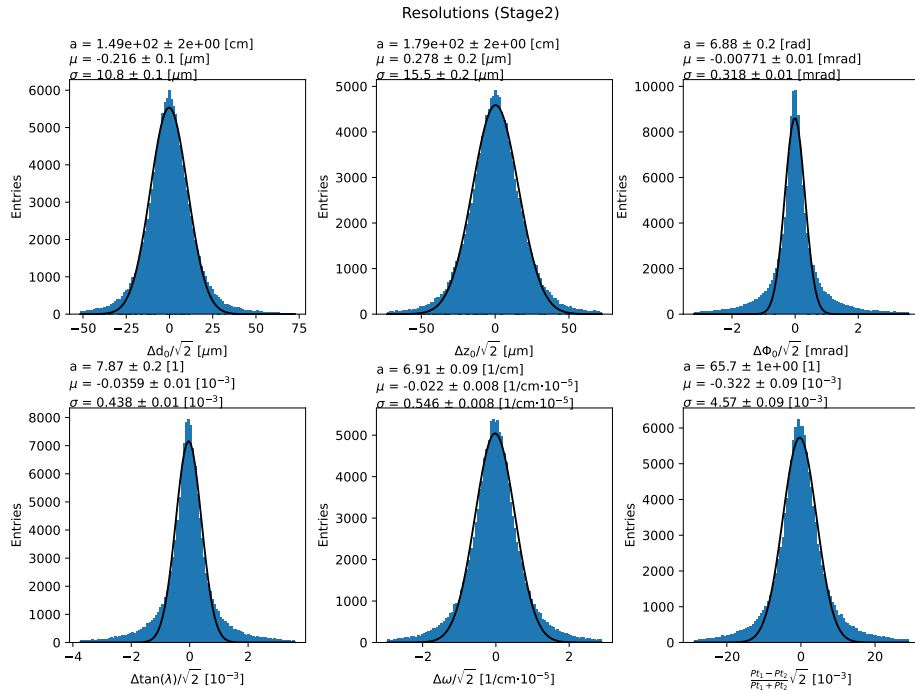 Resolutions (Stage2)
a = 1.49e+02 ± 2e+00 [cm]
μ = -0.216 ± 0.1 [μm]
σ = 10.8 ± 0.1 [μm]
Entries
6000
5000
4000
3000
2000
1000
0
−50 −25 0 25 50 75
Δd₀/√2 [μm]
a = 1.79e+02 ± 2e+00 [cm]
μ = 0.278 ± 0.2 [μm]
σ = 15.5 ± 0.2 [μm]
Entries
5000
4000
3000
2000
1000
0
−50 0 50
Δz₀/√2 [μm]
a = 6.88 ± 0.2 [rad]
μ = -0.00771 ± 0.01 [mrad]
σ = 0.318 ± 0.01 [mrad]
Entries
10000
8000
6000
4000
2000
0
−2 0 2
ΔΦ₀/√2 [mrad]
a = 7.87 ± 0.2 [1]
μ = -0.0359 ± 0.01 [10⁻³]
σ = 0.438 ± 0.01 [10⁻³]
Entries
8000
7000
6000
5000
4000
3000
2000
1000
0
−4 −2 0 2
Δtan(λ)/√2 [10⁻³]
a = 6.91 ± 0.09 [1/cm]
μ = -0.022 ± 0.008 [1/cm·10⁻⁵]
σ = 0.546 ± 0.008 [1/cm·10⁻⁵]
Entries
5000
4000
3000
2000
1000
0
−2 0 2
Δω/√2 [1/cm·10⁻⁵]
a = 65.7 ± 1e+00 [1]
μ = -0.322 ± 0.09 [10⁻³]
σ = 4.57 ± 0.09 [10⁻³]
Entries
6000
5000
4000
3000
2000
1000
0
−20 0 20
Pt₁ − Pt₂
Pt₁ + Pt₂ √2 [10⁻³]